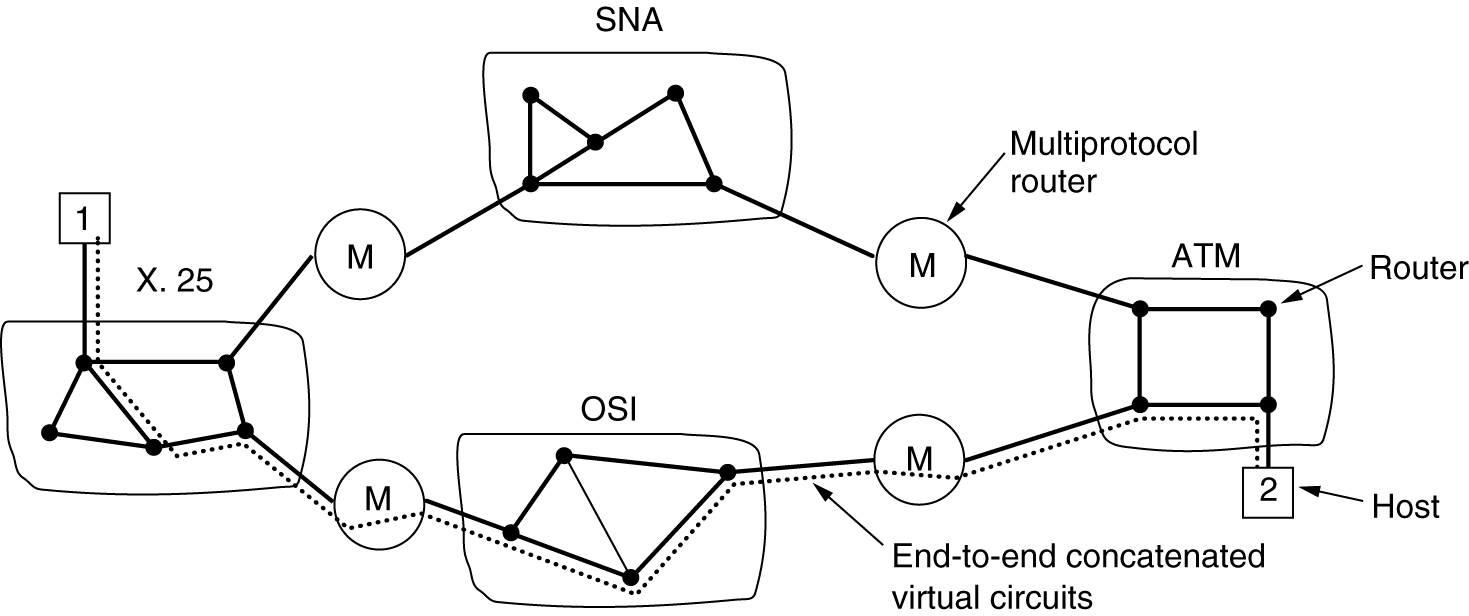 SNA
Multiprotocol
router
1
M
M
X. 25
ATM
Router
OSI
M
M
2
Host
End-to-end concatenated
virtual circuits